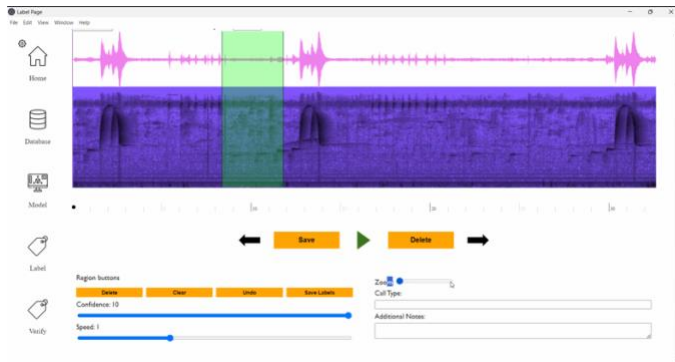 Label Page
File Edit View Window Help
Home
Database
Model
Label
Verify
Save
Delete
Region buttons
Delete Clear Undo Save Labels
Confidence: 10
Speed: 1
Zoom:
Call Type:
Additional Notes: